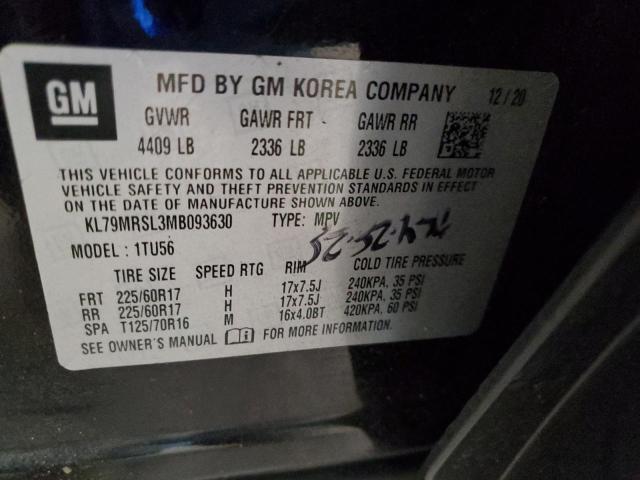 GM
MFD BY GM KOREA COMPANY 12/20
GVWR GAWR FRT - GAWR RR
4409 LB 2336 LB 2336 LB
THIS VEHICLE CONFORMS TO ALL APPLICABLE U.S. FEDERAL MOTOR
VEHICLE SAFETY AND THEFT PREVENTION STANDARDS IN EFFECT
ON THE DATE OF MANUFACTURE SHOWN ABOVE.
KL79MRSL3MB093630 TYPE: MPV
MODEL : 1TU56
TIRE SIZE SPEED RTG RIM COLD TIRE PRESSURE
FRT 225/60R17 H 17x7.5J 240KPA, 35 PSI
RR 225/60R17 H 17x7.5J 240KPA, 35 PSI
SPA T125/70R16 M 16x4.0BT 420KPA, 60 PSI
SEE OWNER'S MANUAL FOR MORE INFORMATION.